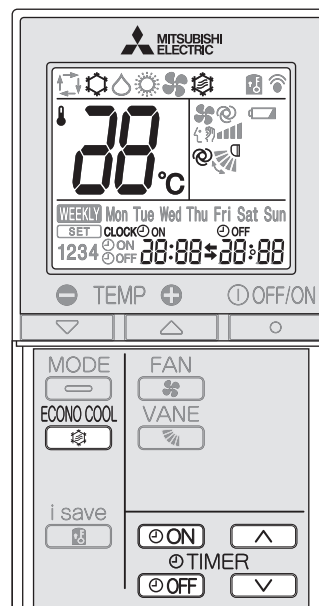 MITSUBISHI
ELECTRIC
88°C
WEEKLY Mon Tue Wed Thu Fri Sat Sun
SET CLOCK ON OFF
1234 ON OFF 88:88 88:88
TEMP OFF/ON
MODE FAN
ECONO COOL VANE
i save
ON
TIMER
OFF